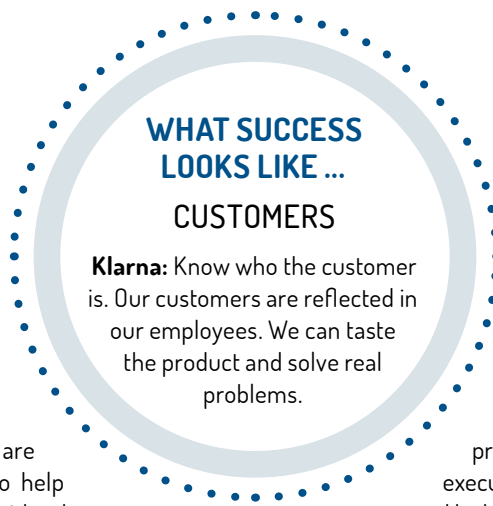 WHAT SUCCESS
LOOKS LIKE ...
CUSTOMERS
Klarna: Know who the customer
is. Our customers are reflected in
our employees. We can taste
the product and solve real
problems.
are
help